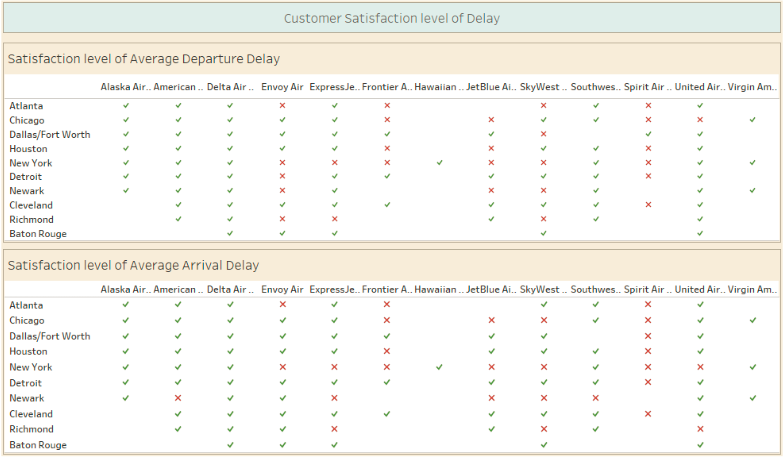 Customer Satisfaction level of Delay
Satisfaction level of Average Departure Delay
Alaska Air.. American .. Delta Air .. Envoy Air ExpressJe.. Frontier A.. Hawaiian .. JetBlue Ai.. SkyWest .. Southwes.. Spirit Air .. United Air.. Virgin Am..
Atlanta
Chicago
Dallas/Fort Worth
Houston
New York
Detroit
Newark
Cleveland
Richmond
Baton Rouge
Satisfaction level of Average Arrival Delay
Alaska Air.. American .. Delta Air .. Envoy Air ExpressJe.. Frontier A.. Hawaiian .. JetBlue Ai.. SkyWest .. Southwes.. Spirit Air .. United Air.. Virgin Am..
Atlanta
Chicago
Dallas/Fort Worth
Houston
New York
Detroit
Newark
Cleveland
Richmond
Baton Rouge